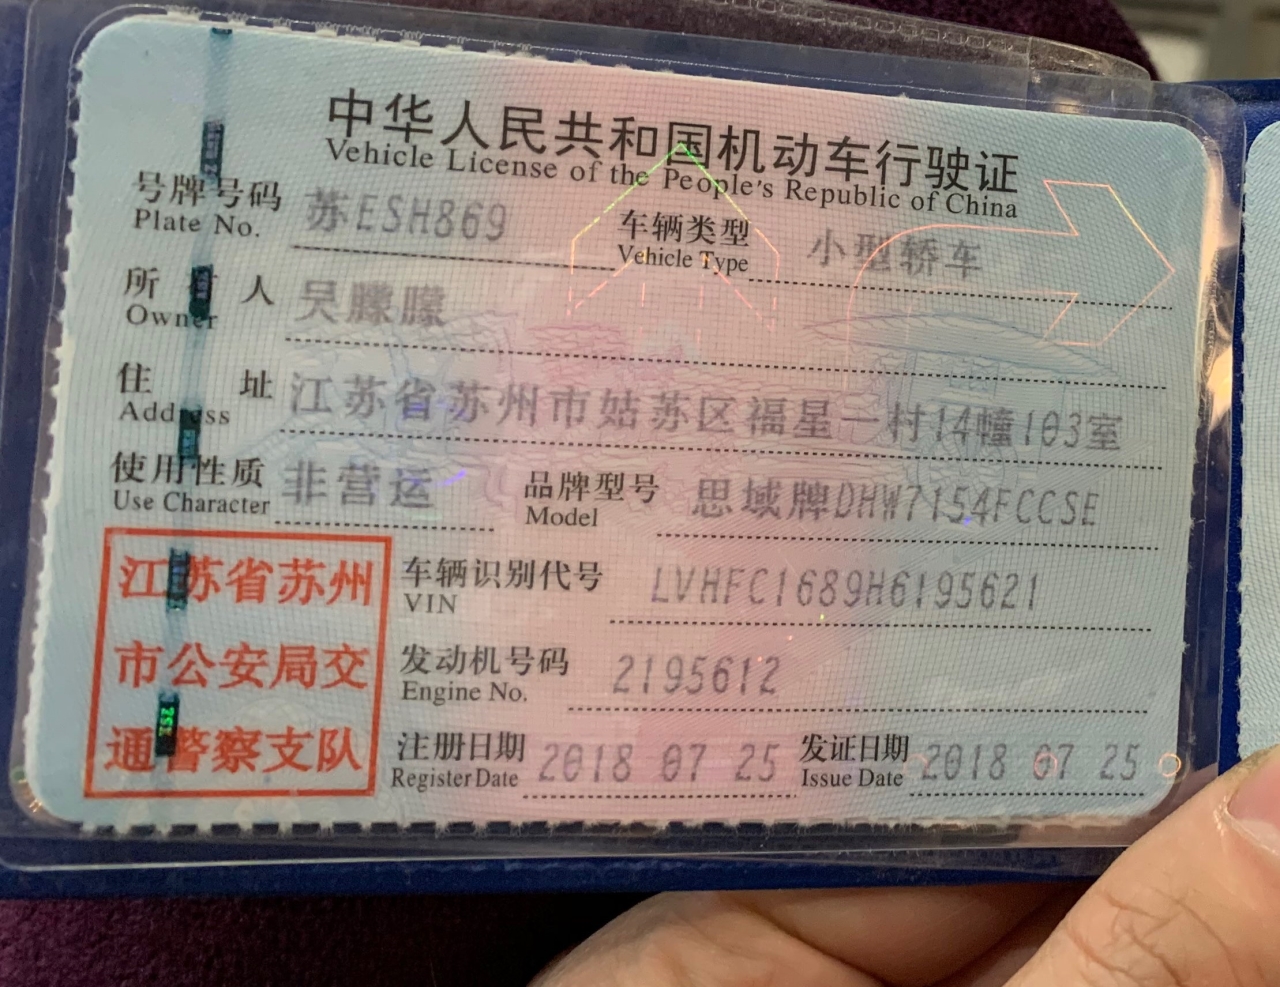 中华人民共和国机动车行驶证
Vehicle License of the People's Republic of China
号牌号码 苏ESH869 车辆类型 小型轿车
Plate No. Vehicle Type
所有人 吴朦朦
Owner
住址 江苏省苏州市姑苏区福星一村14幢103室
Address
使用性质 非营运 品牌型号 思域牌DHW7154FCCSE
Use Character Model
江苏省苏州
市公安局交
通警察支队
车辆识别代号 LVHFC1689H6195621
VIN
发动机号码 2195612
Engine No.
注册日期 2018 07 25 发证日期 2018 07 25
Register Date Issue Date